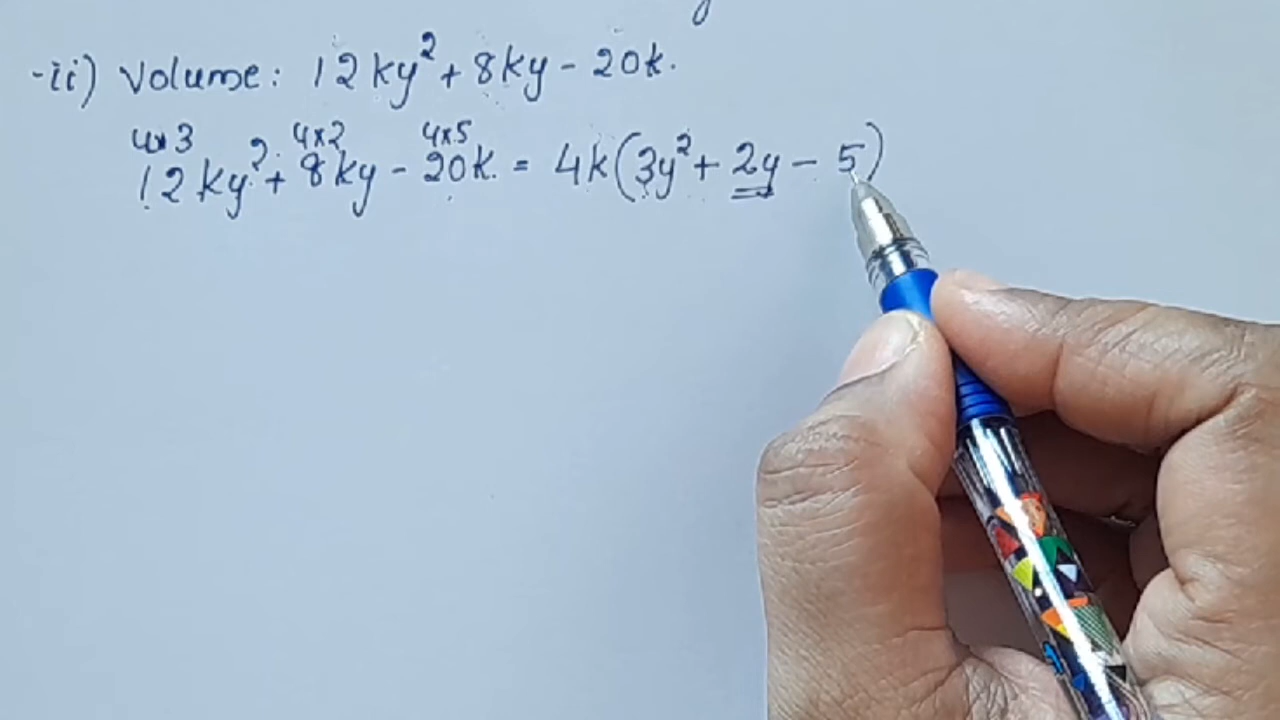 ii) Volume: 12ky² + 8ky - 20k.
4×3 4×2 4×5
12ky² + 8ky - 20k = 4k(3y² + 2y - 5)